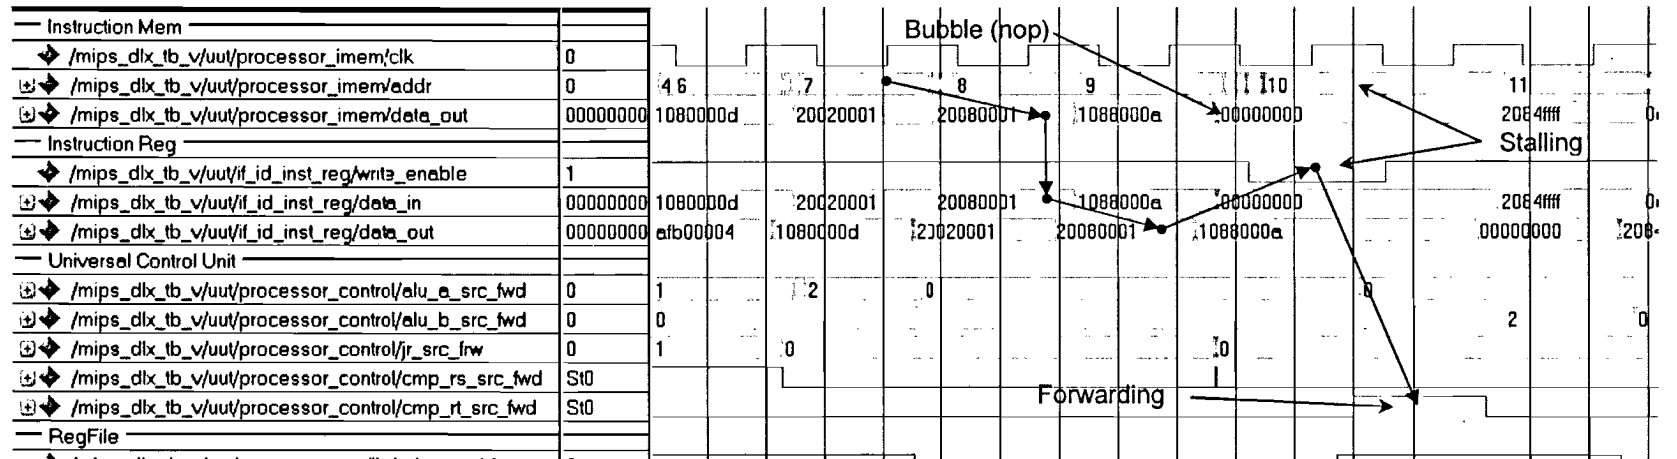 Instruction Mem Bubble (nop)
/mips_dlx_tb_v/uut/processor_imem/clk 0
/mips_dlx_tb_v/uut/processor_imem/addr 0 46 7 8 9 10 11
/mips_dlx_tb_v/uut/processor_imem/data_out 00000000 1080000d 20020001 20080001 1088000a 00000000 2084ffff
Instruction Reg Stalling
/mips_dlx_tb_v/uut/if_id_inst_reg/write_enable 1
/mips_dlx_tb_v/uut/if_id_inst_reg/data_in 00000000 1080000d 20020001 20080001 1088000a 00000000 2084ffff
/mips_dlx_tb_v/uut/if_id_inst_reg/data_out 00000000 afb00004 1080000d 20020001 20080001 1088000a 00000000 208
Universal Control Unit
/mips_dlx_tb_v/uut/processor_control/alu_a_src_fwd 0 1 2 0 0
/mips_dlx_tb_v/uut/processor_control/alu_b_src_fwd 0 0 2 0
/mips_dlx_tb_v/uut/processor_control/jr_src_frw 0 1 0 0
/mips_dlx_tb_v/uut/processor_control/cmp_rs_src_fwd St0
Forwarding
/mips_dlx_tb_v/uut/processor_control/cmp_rt_src_fwd St0
RegFile